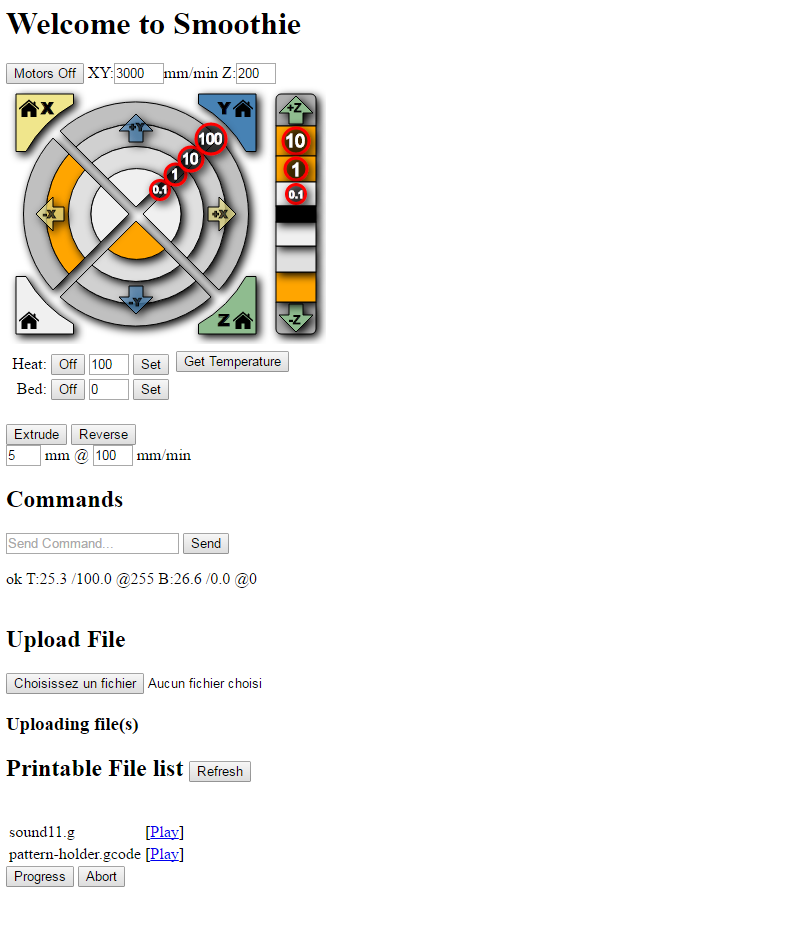 Welcome to Smoothie
Motors Off XY: 3000 mm/min Z: 200
X Y +Z
+Y 100 10
10 1
1 0.1
0.1
-X +X
-Y
Z -Z
Heat: Off 100 Set Get Temperature
Bed: Off 0 Set
Extrude Reverse
5 mm @ 100 mm/min
Commands
Send Command... Send
ok T:25.3 /100.0 @255 B:26.6 /0.0 @0
Upload File
Choisissez un fichier Aucun fichier choisi
Uploading file(s)
Printable File list Refresh
sound11.g [Play]
pattern-holder.gcode [Play]
Progress Abort